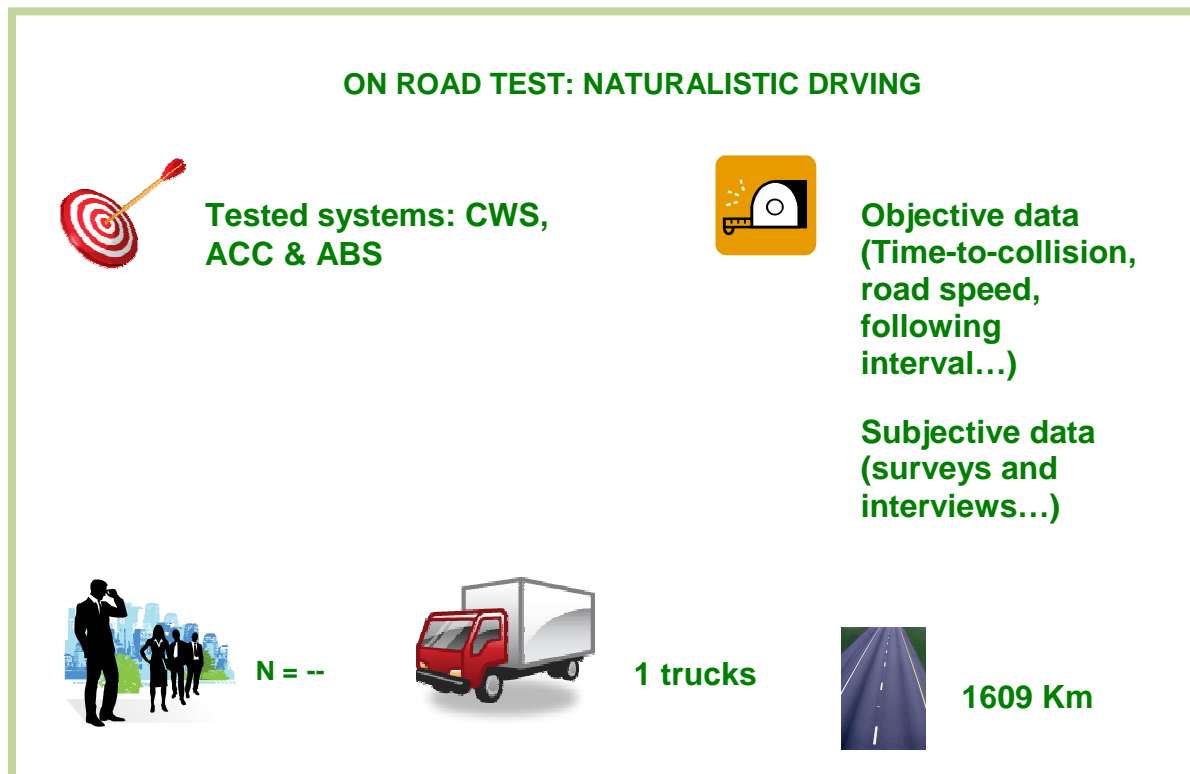 ON ROAD TEST: NATURALISTIC DRVING
Tested systems: CWS,
ACC & ABS
Objective data
(Time-to-collision,
road speed,
following
interval…)
Subjective data
(surveys and
interviews…)
N = --
1 trucks
1609 Km